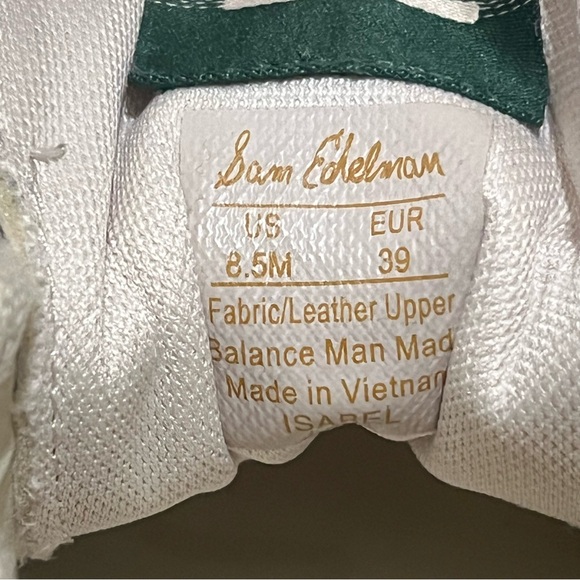 Sam Edelman
US EUR
8.5M 39
Fabric/Leather Upper
Balance Man Made
Made in Vietnam
ISABEL